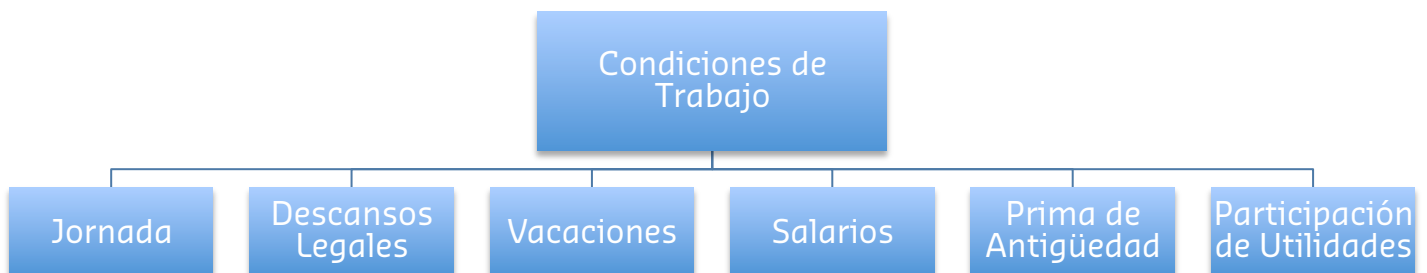 Condiciones de
Trabajo
Jornada
Descansos
Legales
Vacaciones
Salarios
Prima de
Antigüedad
Participación
de Utilidades